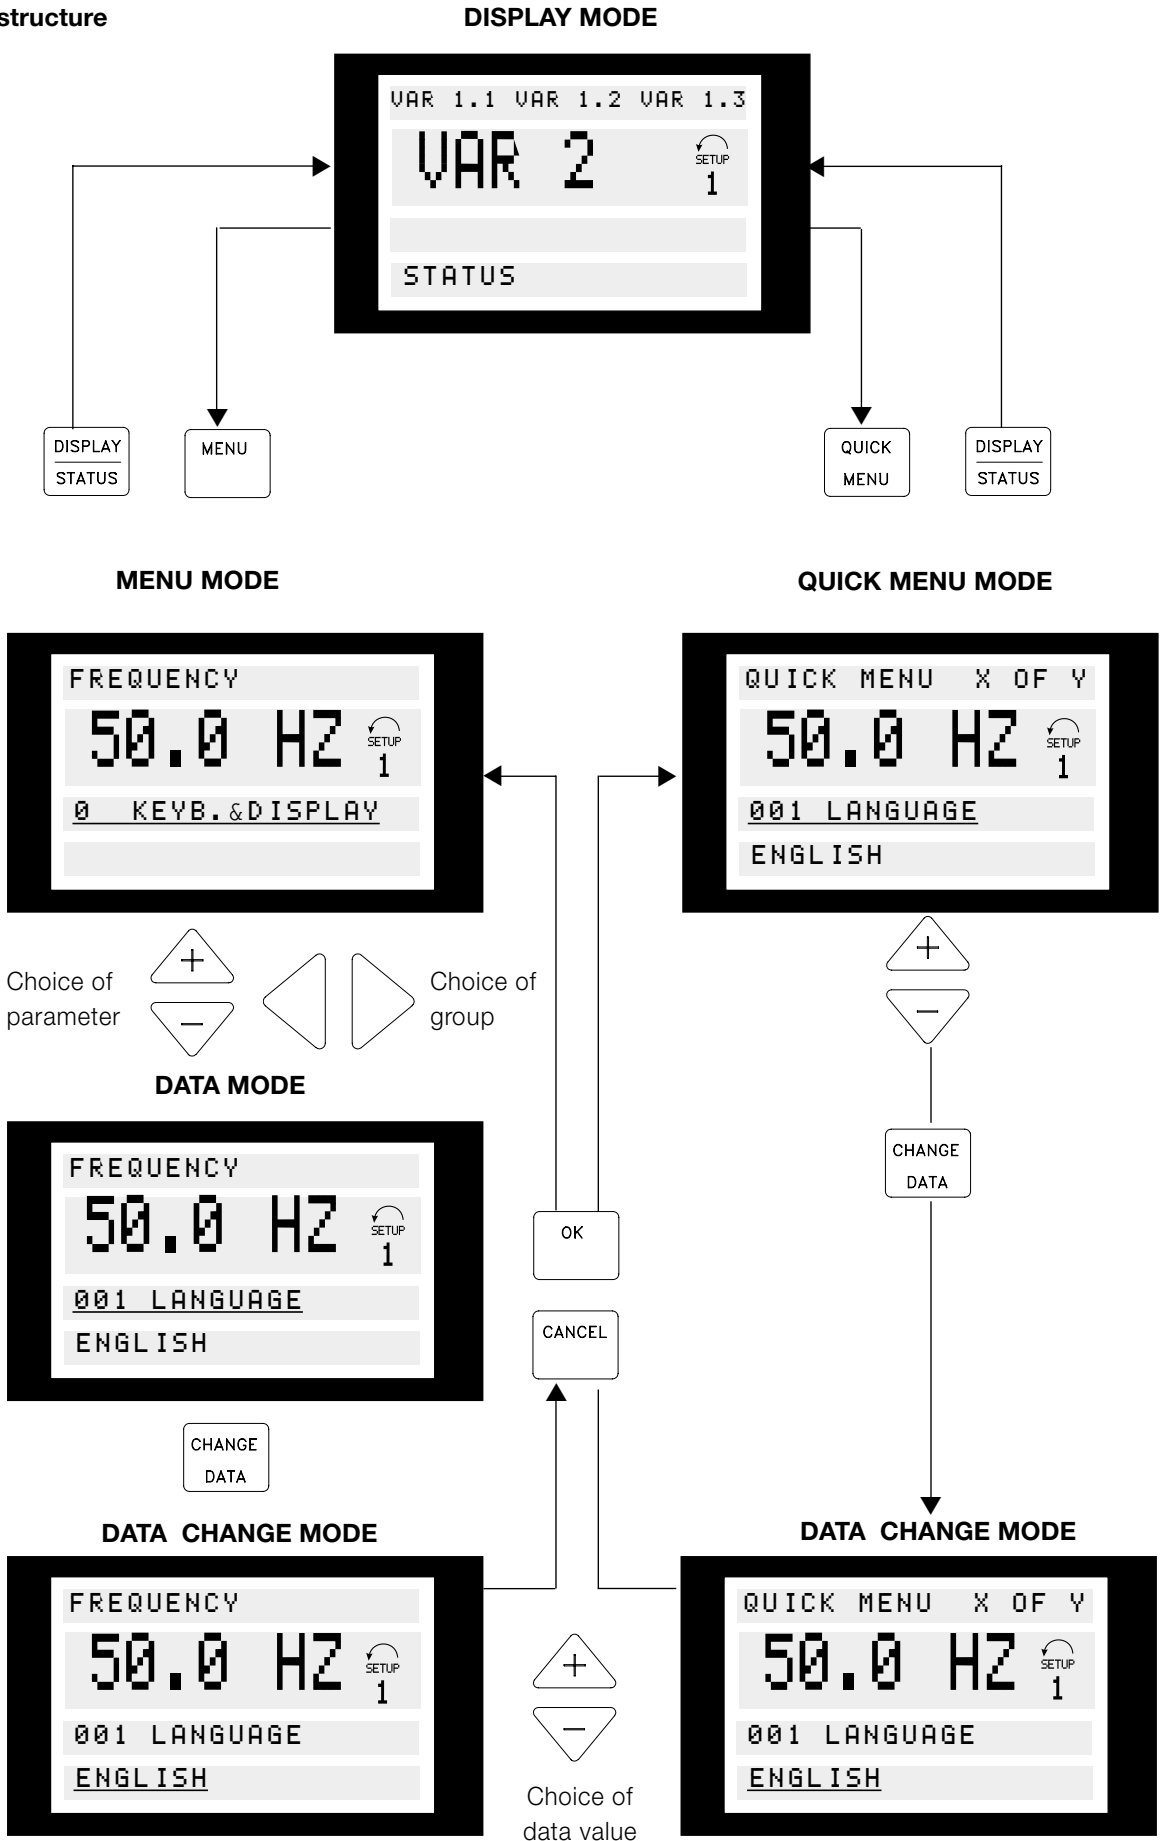 structure
DISPLAY MODE
VAR 1.1 VAR 1.2 VAR 1.3
VAR 2
SETUP
1
STATUS
DISPLAY
STATUS
MENU
QUICK
MENU
DISPLAY
STATUS
MENU MODE
QUICK MENU MODE
FREQUENCY
50.0 HZ
SETUP
1
0 KEYB.&DISPLAY
QUICK MENU X OF Y
50.0 HZ
SETUP
1
001 LANGUAGE
ENGLISH
+
−
Choice of
parameter
Choice of
group
+
−
DATA MODE
FREQUENCY
50.0 HZ
SETUP
1
001 LANGUAGE
ENGLISH
CHANGE
DATA
OK
CANCEL
CHANGE
DATA
DATA CHANGE MODE
DATA CHANGE MODE
FREQUENCY
50.0 HZ
SETUP
1
001 LANGUAGE
ENGLISH
+
−
Choice of
data value
QUICK MENU X OF Y
50.0 HZ
SETUP
1
001 LANGUAGE
ENGLISH